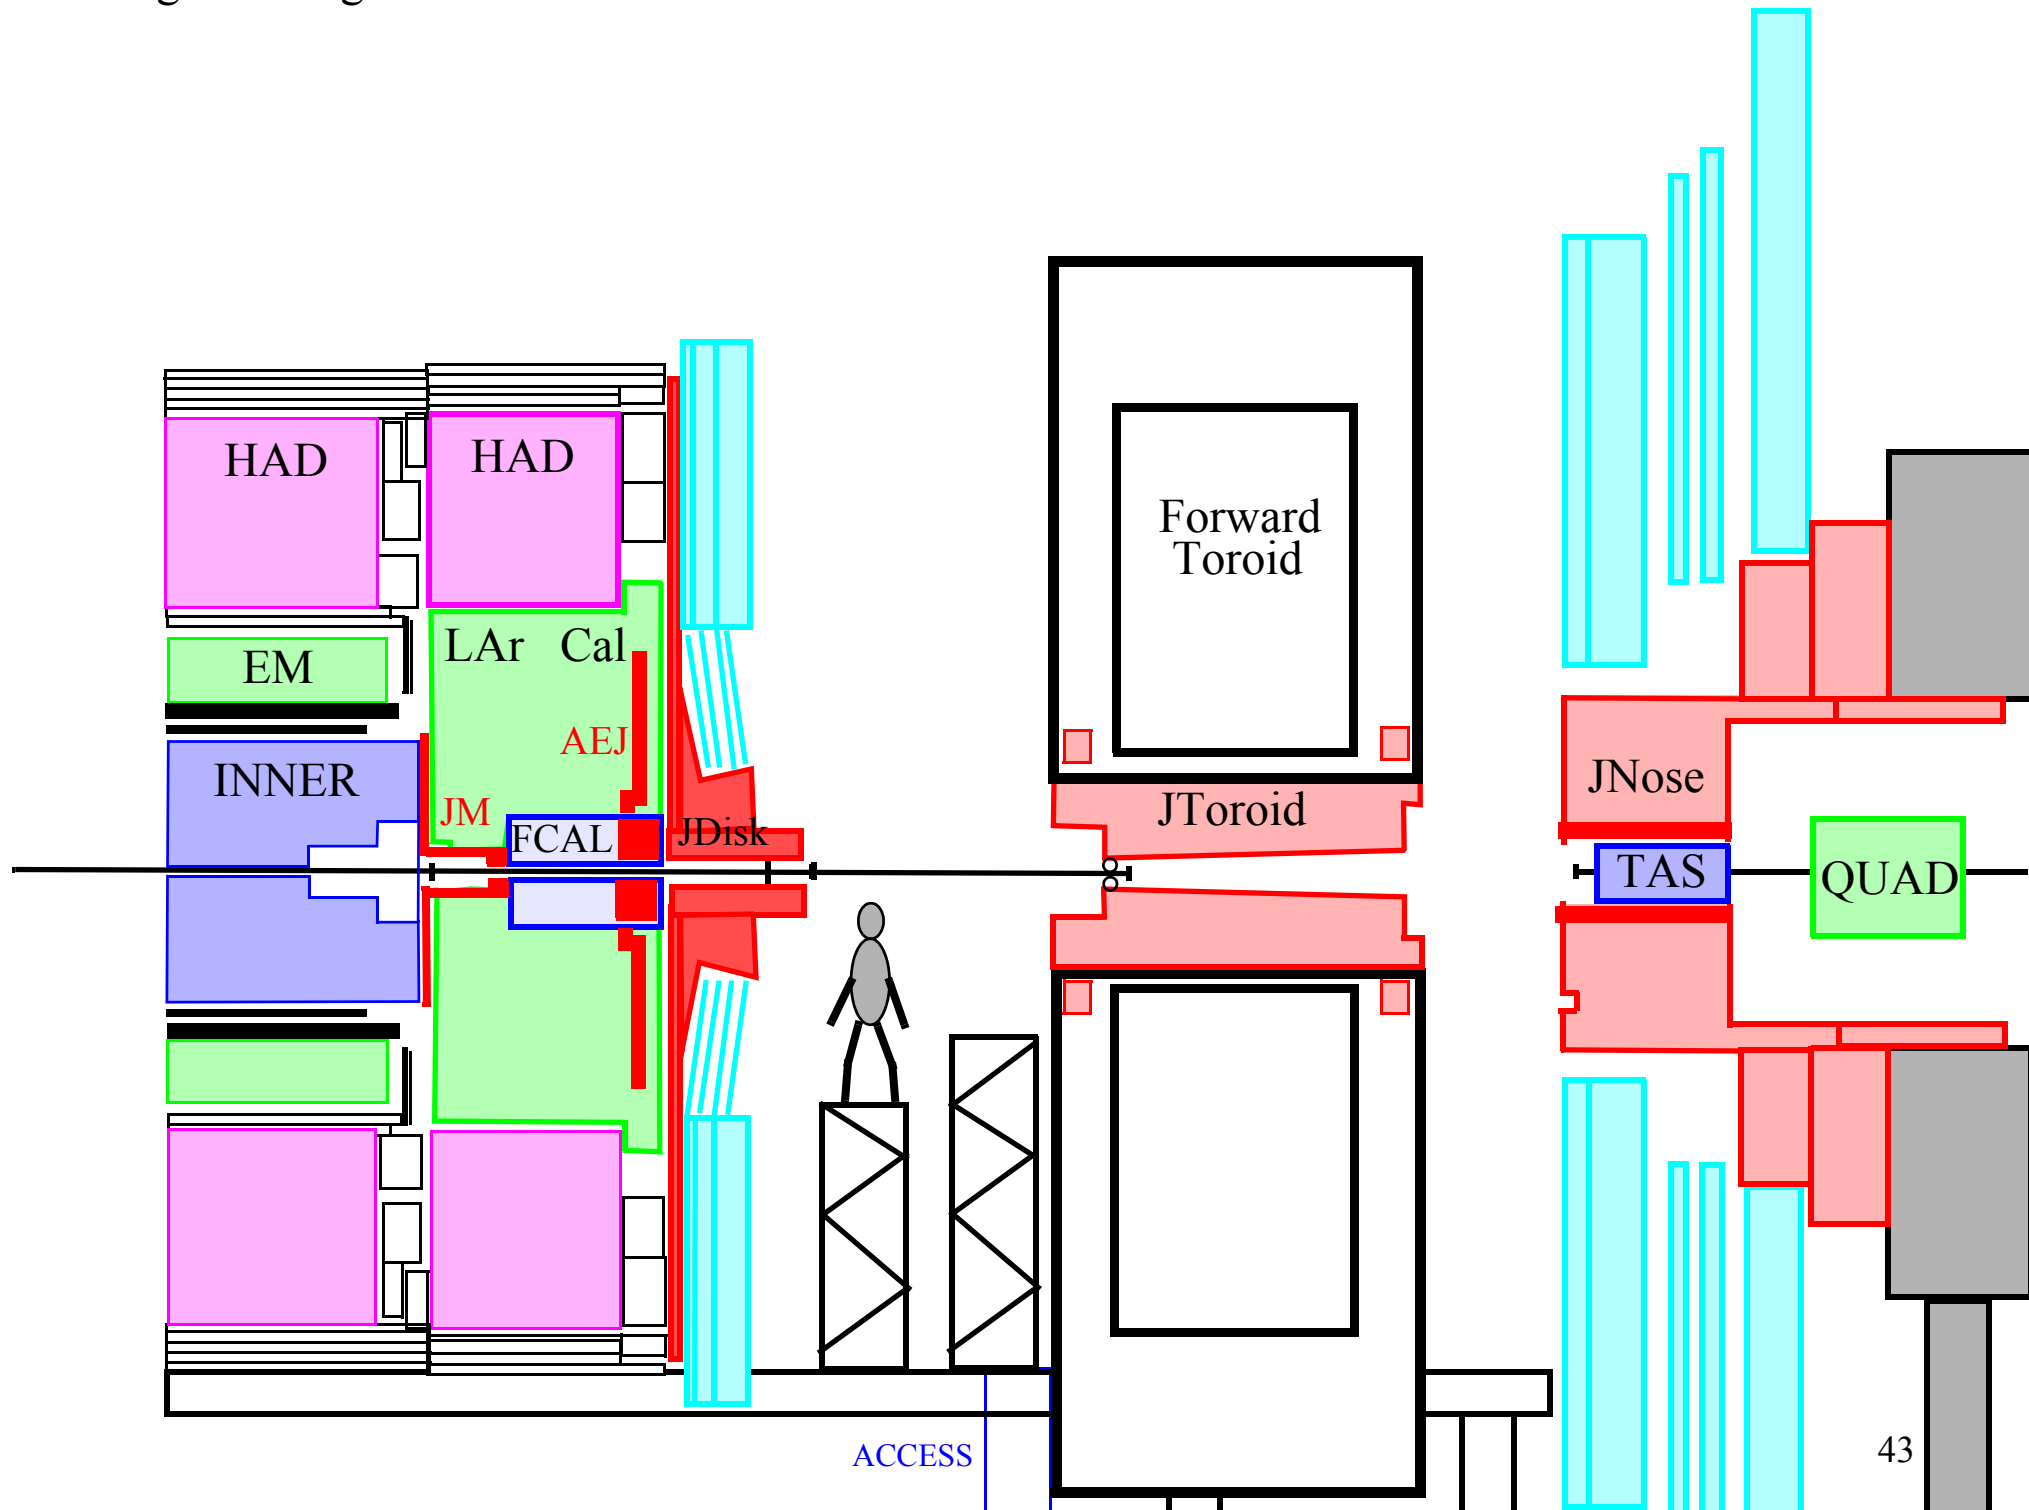 HAD
HAD
Forward
Toroid
LAr Cal
EM
AEJ
INNER
JNose
JM
JToroid
FCAL
JDisk
TAS
QUAD
ACCESS
43